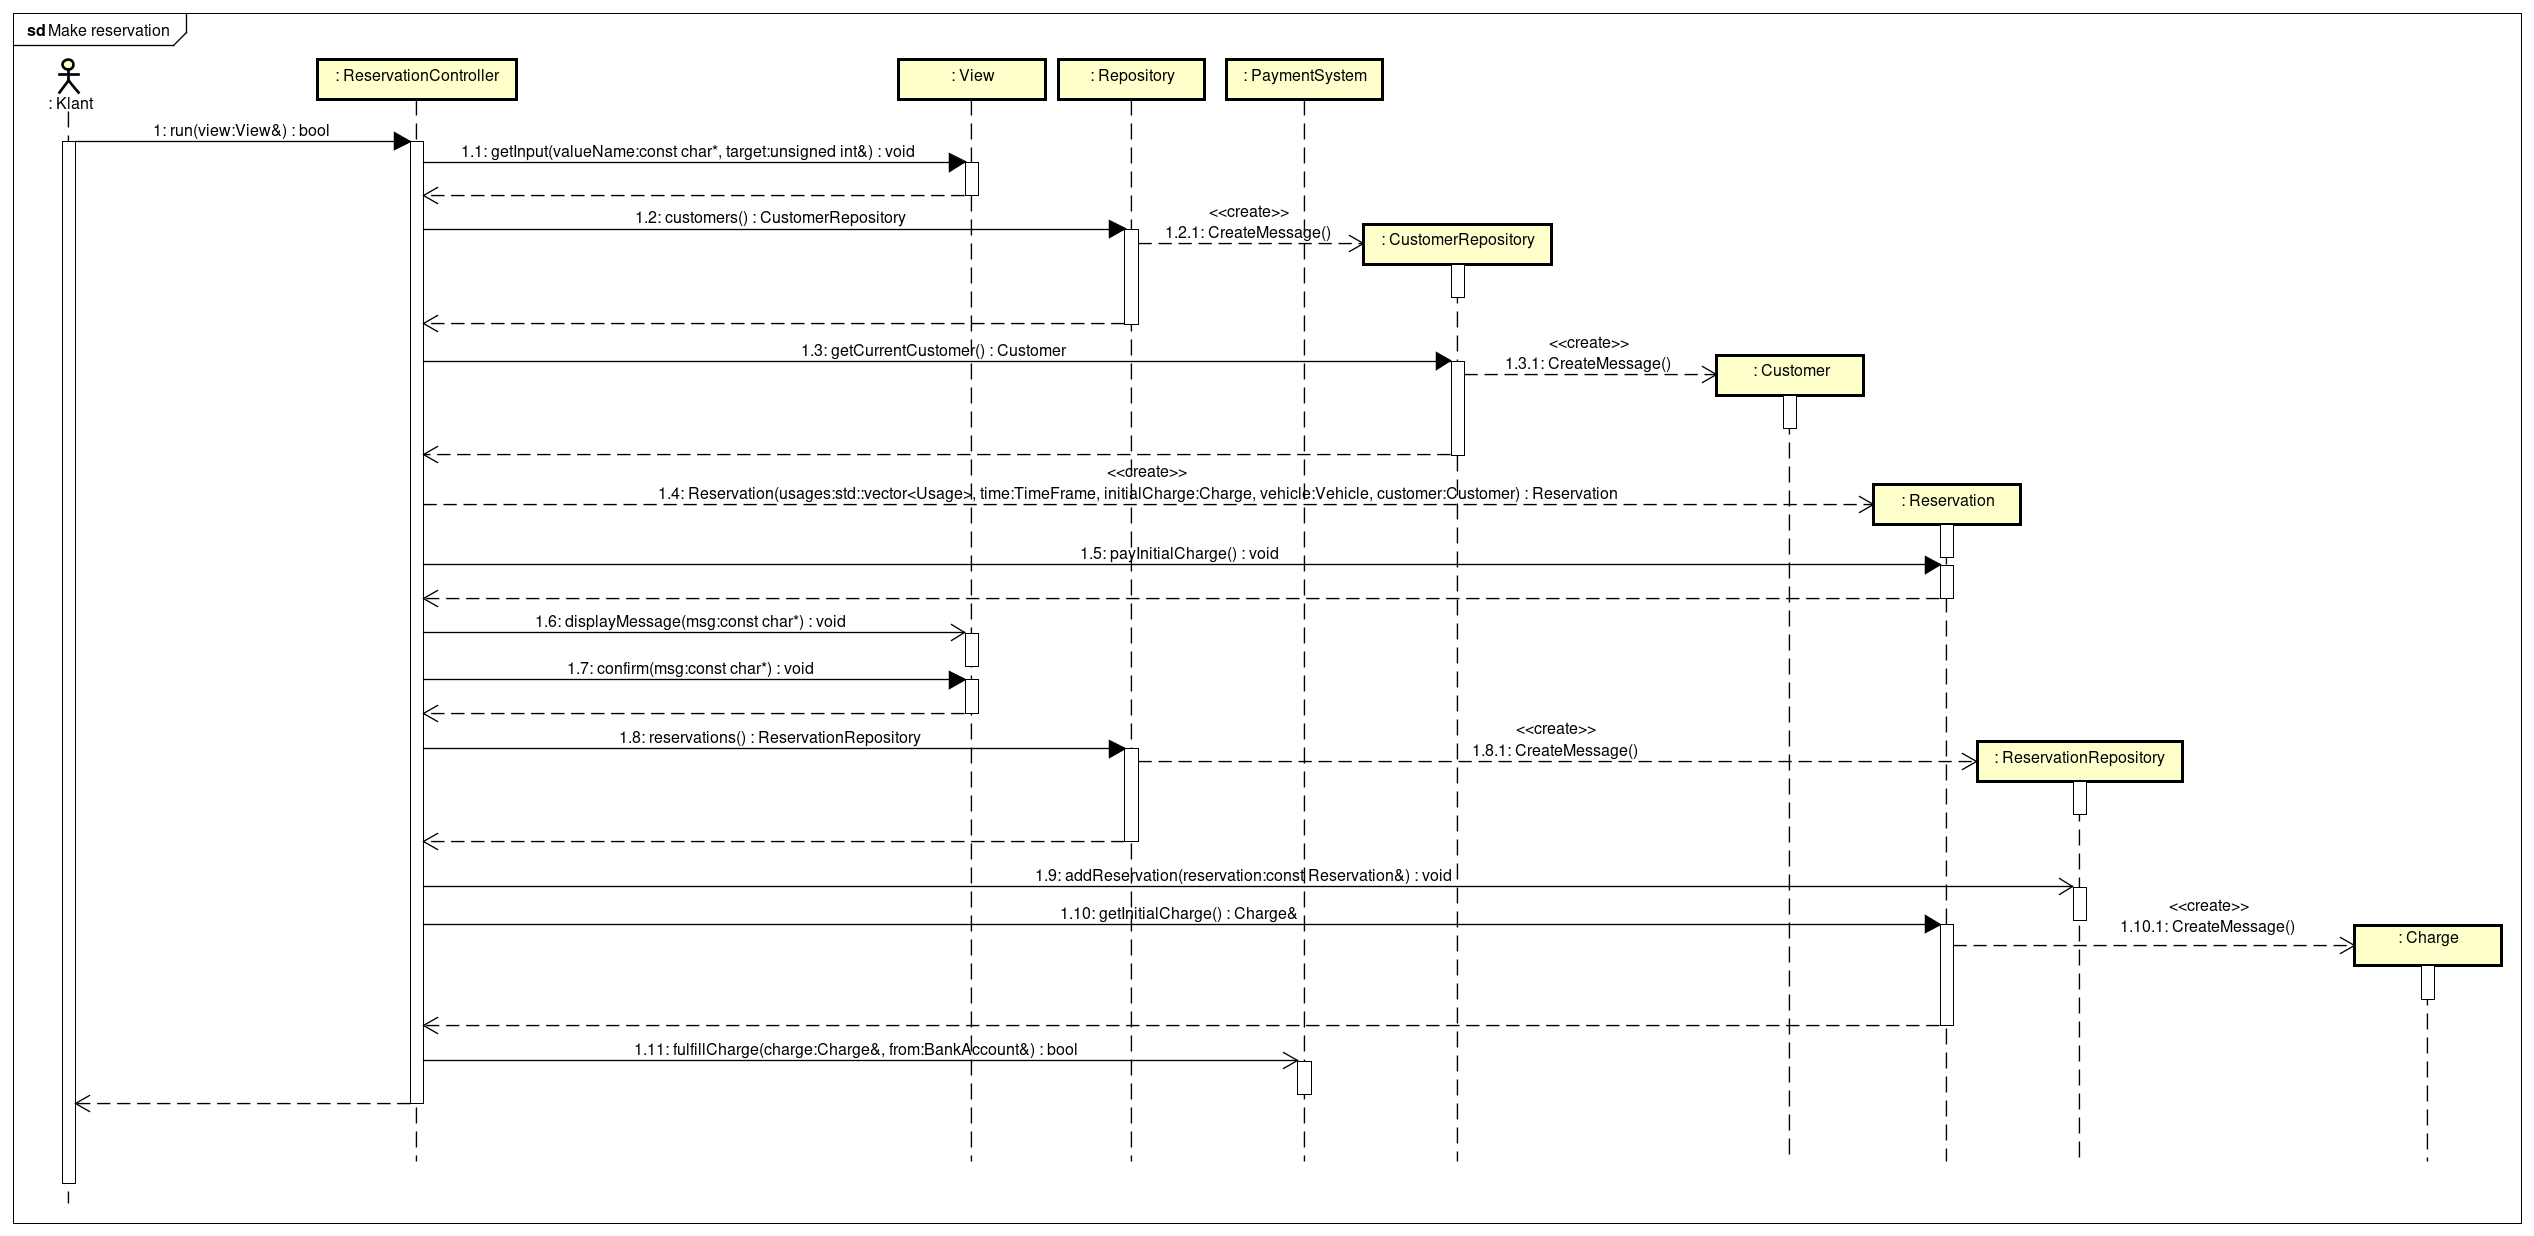 sd Make reservation
: Klant
: ReservationController
: View
: Repository
: PaymentSystem
1: run(view:View&) : bool
1.1: getInput(valueName:const char*, target:unsigned int&) : void
1.2: customers() : CustomerRepository
<<create>>
1.2.1: CreateMessage()
: CustomerRepository
1.3: getCurrentCustomer() : Customer
<<create>>
1.3.1: CreateMessage()
: Customer
<<create>>
1.4: Reservation(usages:std::vector<Usage>, time:TimeFrame, initialCharge:Charge, vehicle:Vehicle, customer:Customer) : Reservation
: Reservation
1.5: payInitialCharge() : void
1.6: displayMessage(msg:const char*) : void
1.7: confirm(msg:const char*) : void
1.8: reservations() : ReservationRepository
<<create>>
1.8.1: CreateMessage()
: ReservationRepository
1.9: addReservation(reservation:const Reservation&) : void
1.10: getInitialCharge() : Charge&
<<create>>
1.10.1: CreateMessage()
: Charge
1.11: fulfillCharge(charge:Charge&, from:BankAccount&) : bool